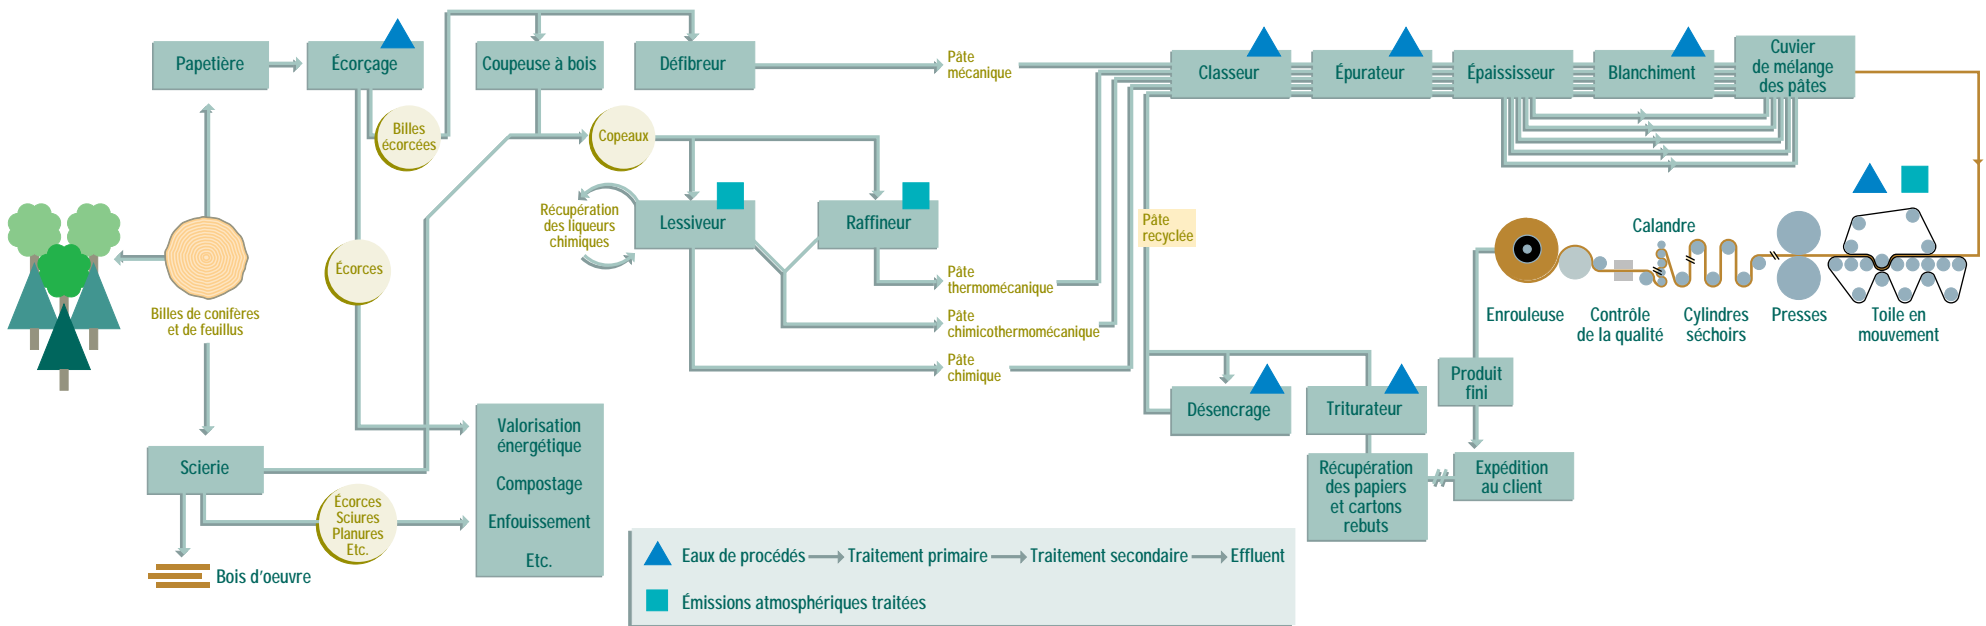 Papetière
Écorçage
Coupeuse à bois
Défibreur
Pâte
mécanique
Classeur
Épurateur
Épaississeur
Blanchiment
Cuvier
de mélange
des pâtes
Billes
écorcées
Copeaux
Récupération
des liqueurs
chimiques
Lessiveur
Raffineur
Pâte
recyclée
Écorces
Billes de conifères
et de feuillus
Pâte
thermomécanique
Pâte
chimicothermomécanique
Pâte
chimique
Calandre
Enrouleuse
Contrôle
de la qualité
Cylindres
séchoirs
Presses
Toile en
mouvement
Produit
fini
Désencrage
Triturateur
Scierie
Valorisation
énergétique
Compostage
Enfouissement
Etc.
Écorces
Sciures
Planures
Etc.
Récupération
des papiers
et cartons
rebuts
Expédition
au client
Bois d'oeuvre
Eaux de procédés Traitement primaire Traitement secondaire Effluent
Émissions atmosphériques traitées